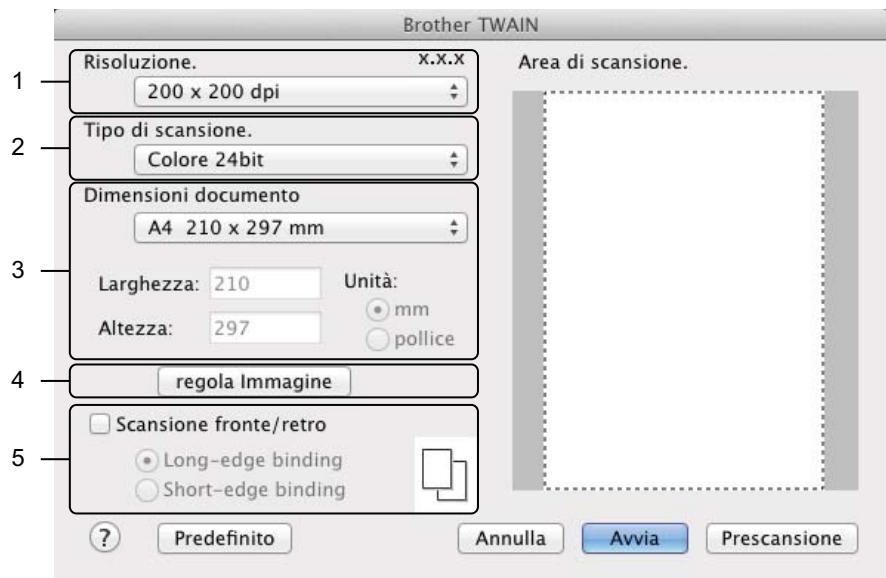 Brother TWAIN
1
Risoluzione. x.x.x
200 x 200 dpi
2
Tipo di scansione.
Colore 24bit
3
Dimensioni documento
A4 210 x 297 mm
Larghezza: 210
Unità:
mm
Altezza: 297
pollice
4
regola Immagine
5
Scansione fronte/retro
Long-edge binding
Short-edge binding
Area di scansione.
?
Predefinito
Annulla
Avvia
Prescansione